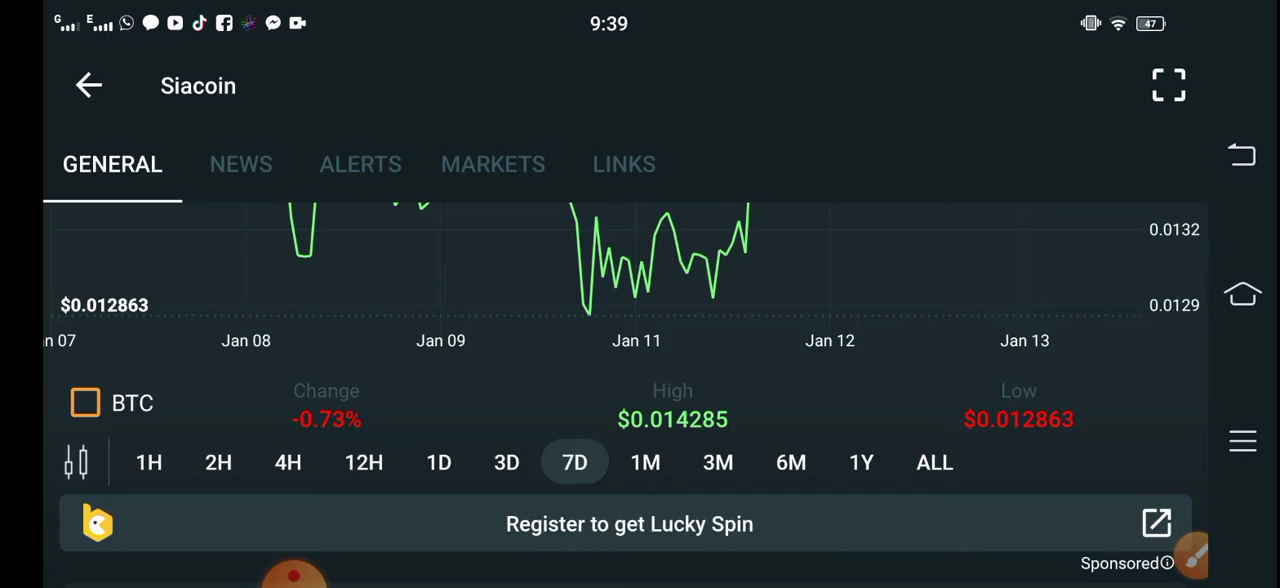 G E 9:39 47
Siacoin
GENERAL NEWS ALERTS MARKETS LINKS
0.0132
$0.012863 0.0129
n 07 Jan 08 Jan 09 Jan 11 Jan 12 Jan 13
Change High Low
BTC -0.73% $0.014285 $0.012863
1H 2H 4H 12H 1D 3D 7D 1M 3M 6M 1Y ALL
Register to get Lucky Spin
Sponsored